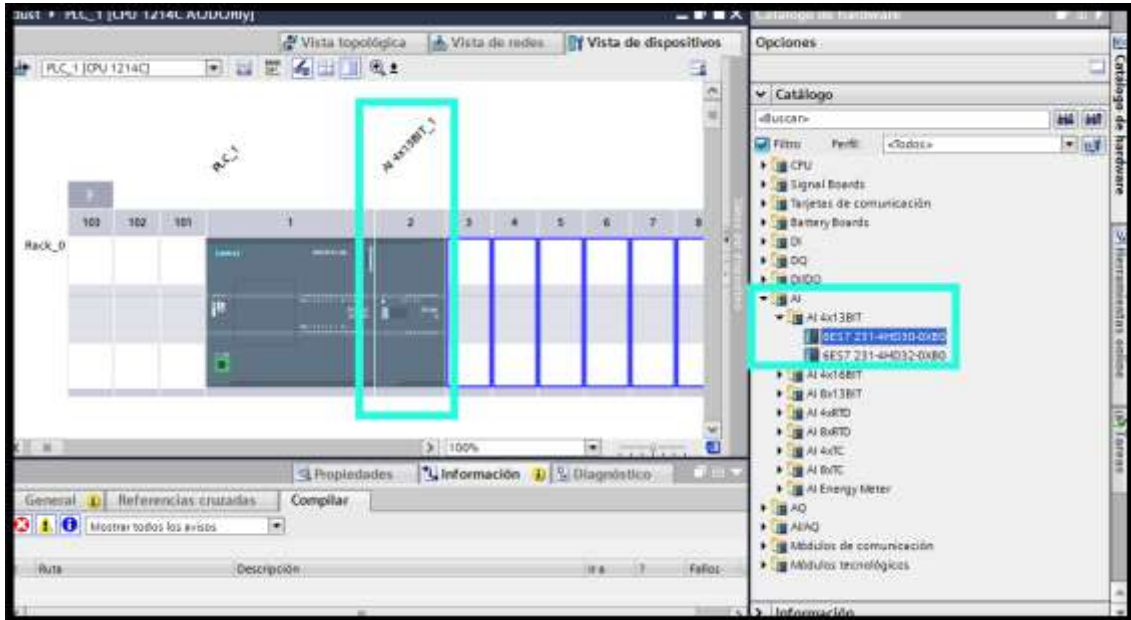 PLC_1 [CPU 1214C
Catálogo de hardware
Vista topológica
Vista de redes
Vista de dispositivos
Opciones
PLC_1 [CPU 1214C]
Catálogo
<Buscar>
Filtro
Perfil:
<Todos>
CPU
Signal Boards
Tarjetas de comunicación
Battery Boards
DI
DQ
DI/DQ
AI
AI 4x13BIT
6ES7 231-4HD30-0XB0
6ES7 231-4HD32-0XB0
AI 4x16BIT
AI 8x13BIT
AI 4xRTD
AI 8xRTD
AI 4xTC
AI 8xTC
AI Energy Meter
AQ
AI/AQ
Módulos de comunicación
Módulos tecnológicos
Información
PLC_1
AI 4x13BIT_1
103 102 101 1 2 3 4 5 6 7 8
Rack_0
100%
Propiedades
Información
Diagnóstico
General
Referencias cruzadas
Compilar
Mostrar todos los avisos
Ruta
Descripción
Ir a
?
Fallos
Catálogo de hardware
Herramientas online
Tareas